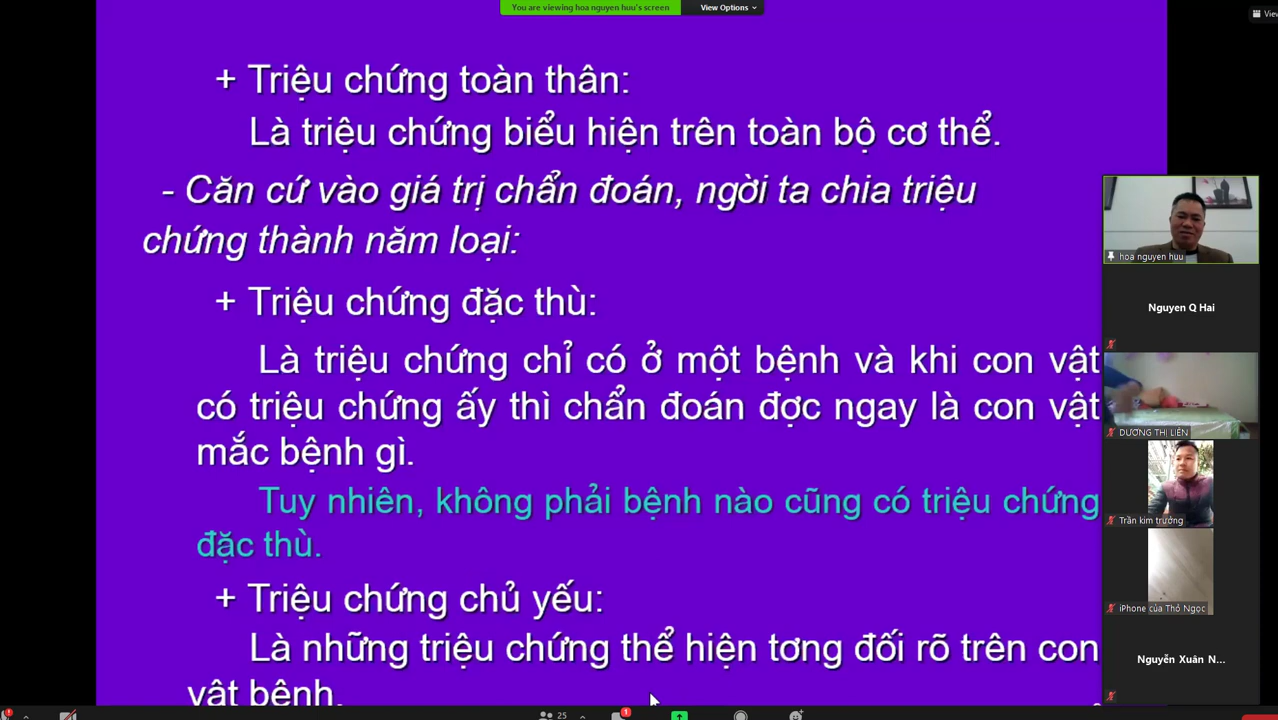 You are viewing hoa nguyen huu's screen
View Options
View
+ Triệu chứng toàn thân:
Là triệu chứng biểu hiện trên toàn bộ cơ thể.
- Căn cứ vào giá trị chẩn đoán, ngời ta chia triệu
chứng thành năm loại:
+ Triệu chứng đặc thù:
Là triệu chứng chỉ có ở một bệnh và khi con vật
có triệu chứng ấy thì chẩn đoán đợc ngay là con vật
mắc bệnh gì.
Tuy nhiên, không phải bệnh nào cũng có triệu chứng
đặc thù.
+ Triệu chứng chủ yếu:
Là những triệu chứng thể hiện tơng đối rõ trên con
vật bệnh.
hoa nguyen huu
Nguyen Q Hai
DƯƠNG THỊ LIÊN
Trần kim trưởng
iPhone của Thỏ Ngọc
Nguyễn Xuân N...
25
1